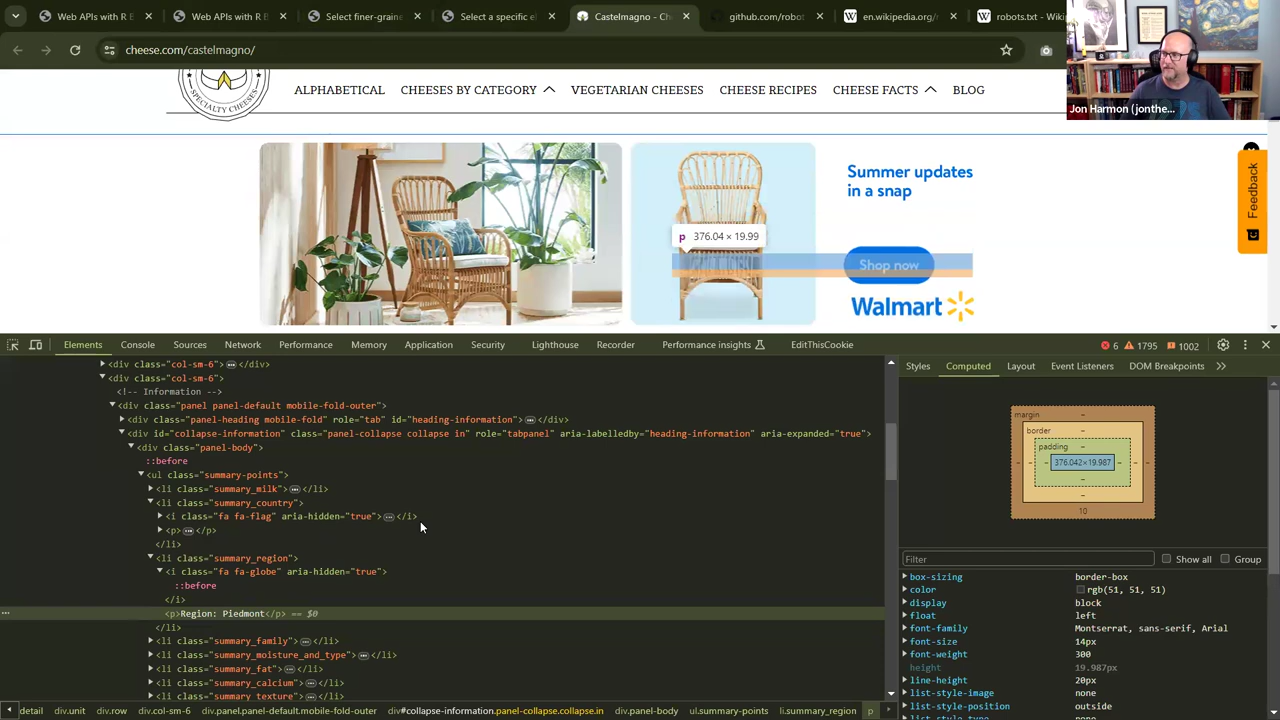 Web APIs with R B
Web APIs with R B
Select finer-graine
Select a specific el
Castelmagno - Che
github.com/robot
en.wikipedia.org/r
robots.txt - Wiki
cheese.com/castelmagno/
SPECIALTY CHEESES
ALPHABETICAL CHEESES BY CATEGORY VEGETARIAN CHEESES CHEESE RECIPES CHEESE FACTS BLOG
Jon Harmon (jonthe...
Summer updates
in a snap
p 376.04 × 19.99
Shop now
Walmart
Feedback
Elements Console Sources Network Performance Memory Application Security Lighthouse Recorder Performance insights EditThisCookie 6 1795 1002
<div class="col-sm-6">…</div>
<div class="col-sm-6">
<!-- Information -->
<div class="panel panel-default mobile-fold-outer">
<div class="panel-heading mobile-fold" role="tab" id="heading-information">…</div>
<div id="collapse-information" class="panel-collapse collapse in" role="tabpanel" aria-labelledby="heading-information" aria-expanded="true">
<div class="panel-body">
::before
<ul class="summary-points">
<li class="summary_milk">…</li>
<li class="summary_country">
<i class="fa fa-flag" aria-hidden="true">…</i>
<p>…</p>
</li>
<li class="summary_region">
<i class="fa fa-globe" aria-hidden="true">
::before
</i>
… <p>Region: Piedmont</p> == $0
</li>
<li class="summary_family">…</li>
<li class="summary_moisture_and_type">…</li>
<li class="summary_fat">…</li>
<li class="summary_calcium">…</li>
<li class="summary_texture">…</li>
detail div.unit div.row div.col-sm-6 div.panel.panel-default.mobile-fold-outer div#collapse-information.panel-collapse.collapse.in div.panel-body ul.summary-points li.summary_region p
Styles Computed Layout Event Listeners DOM Breakpoints
margin -
border -
padding -
- - - 376.042×19.987 - - -
-
-
10
Filter Show all Group
box-sizing border-box
color rgb(51, 51, 51)
display block
float left
font-family Montserrat, sans-serif, Arial
font-size 14px
font-weight 300
height 19.987px
line-height 20px
list-style-image none
list-style-position outside
list-style-type none